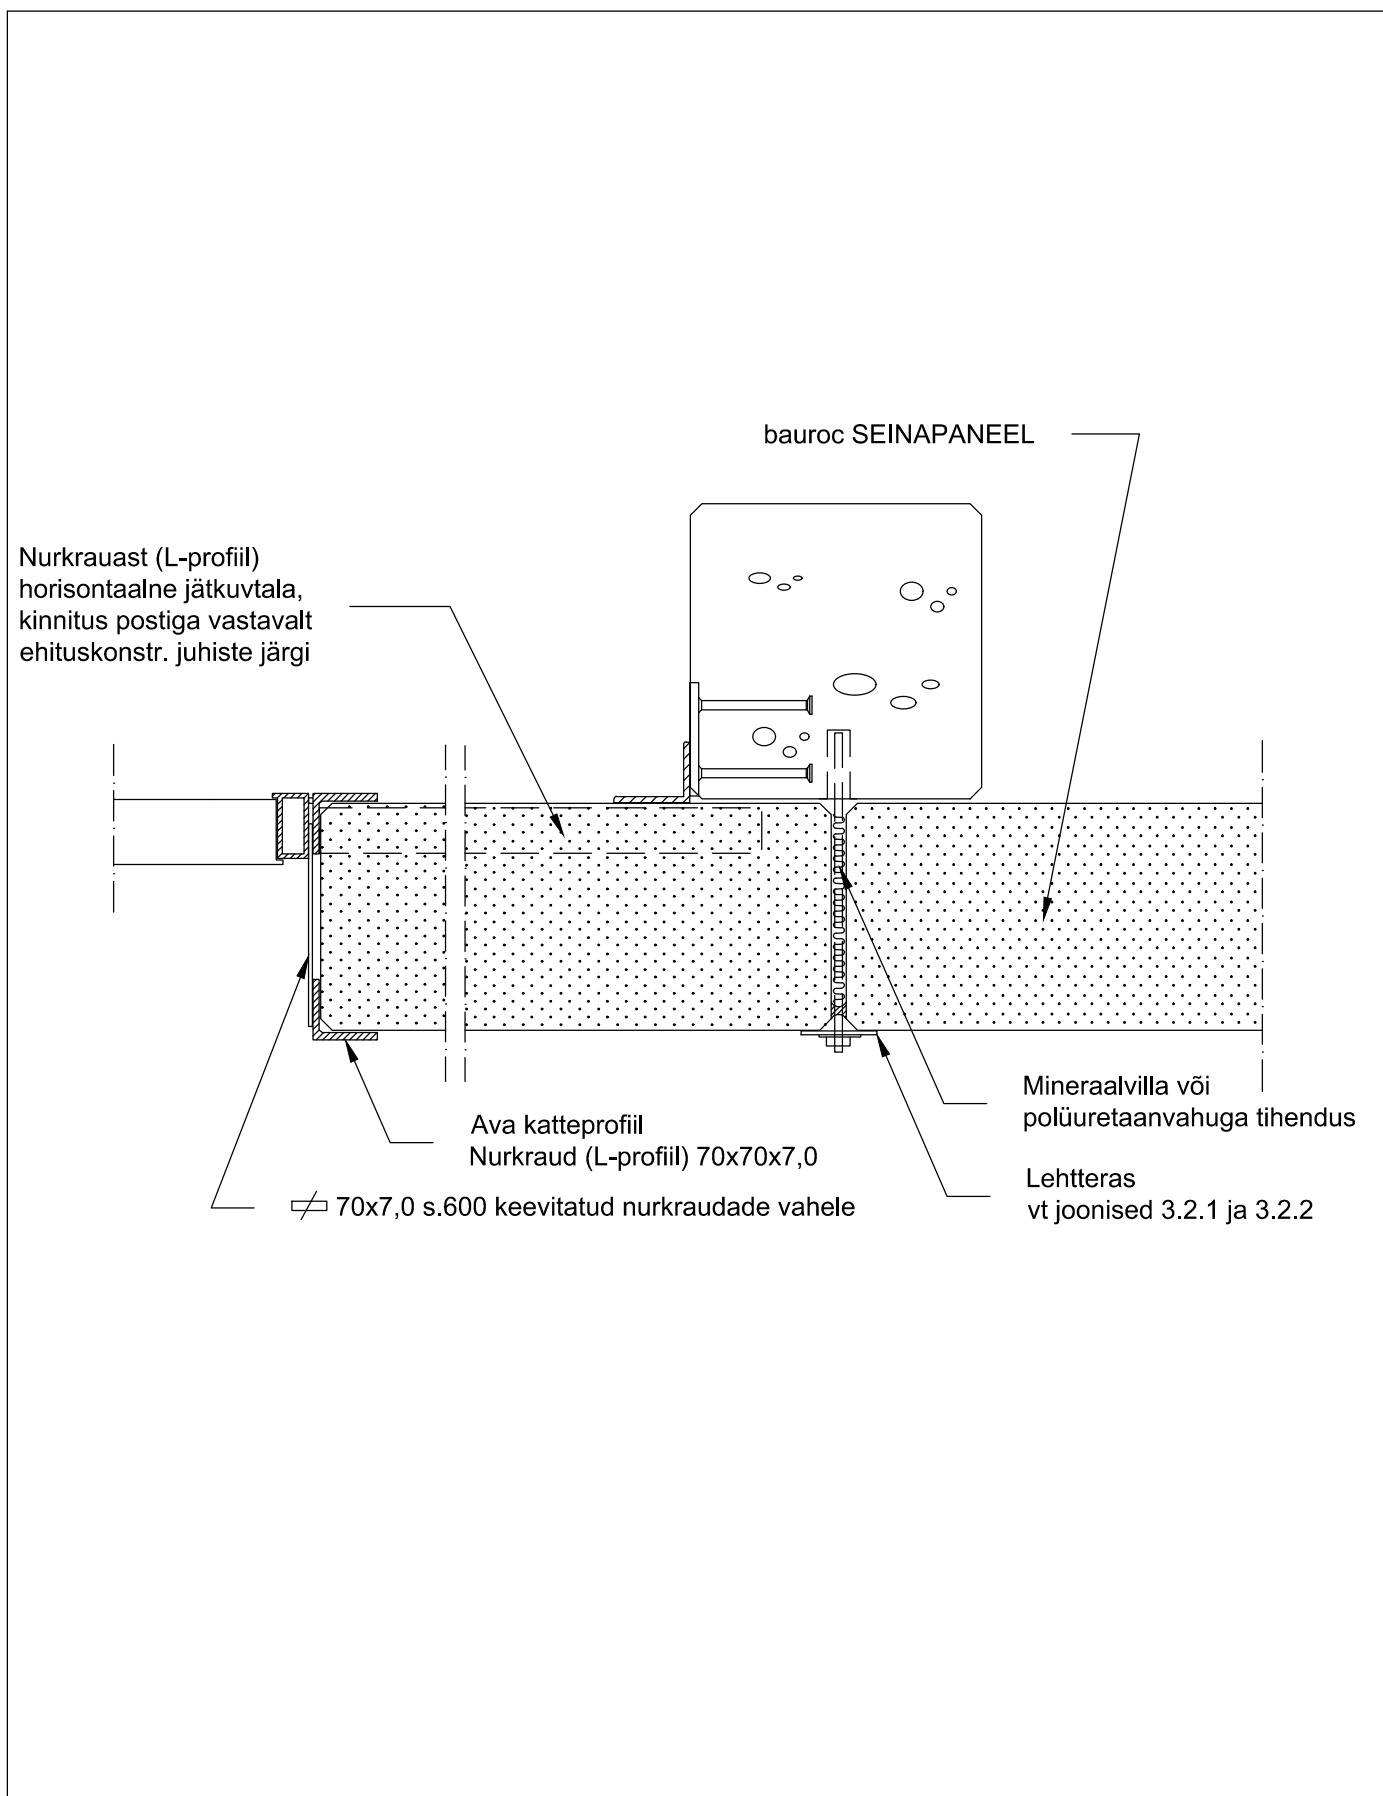 bauroc SEINAPANEEL
Nurkrauast (L-profiil)
horisontaalne jätkuvtala,
kinnitus postiga vastavalt
ehituskonstr. juhiste järgi
Mineraalvilla või
polüuretaanvahuga tihendus
Ava katteprofiil
Nurkraud (L-profiil) 70x70x7,0
Lehtteras
vt joonised 3.2.1 ja 3.2.2
70x7,0 s.600 keevitatud nurkraudade vahele